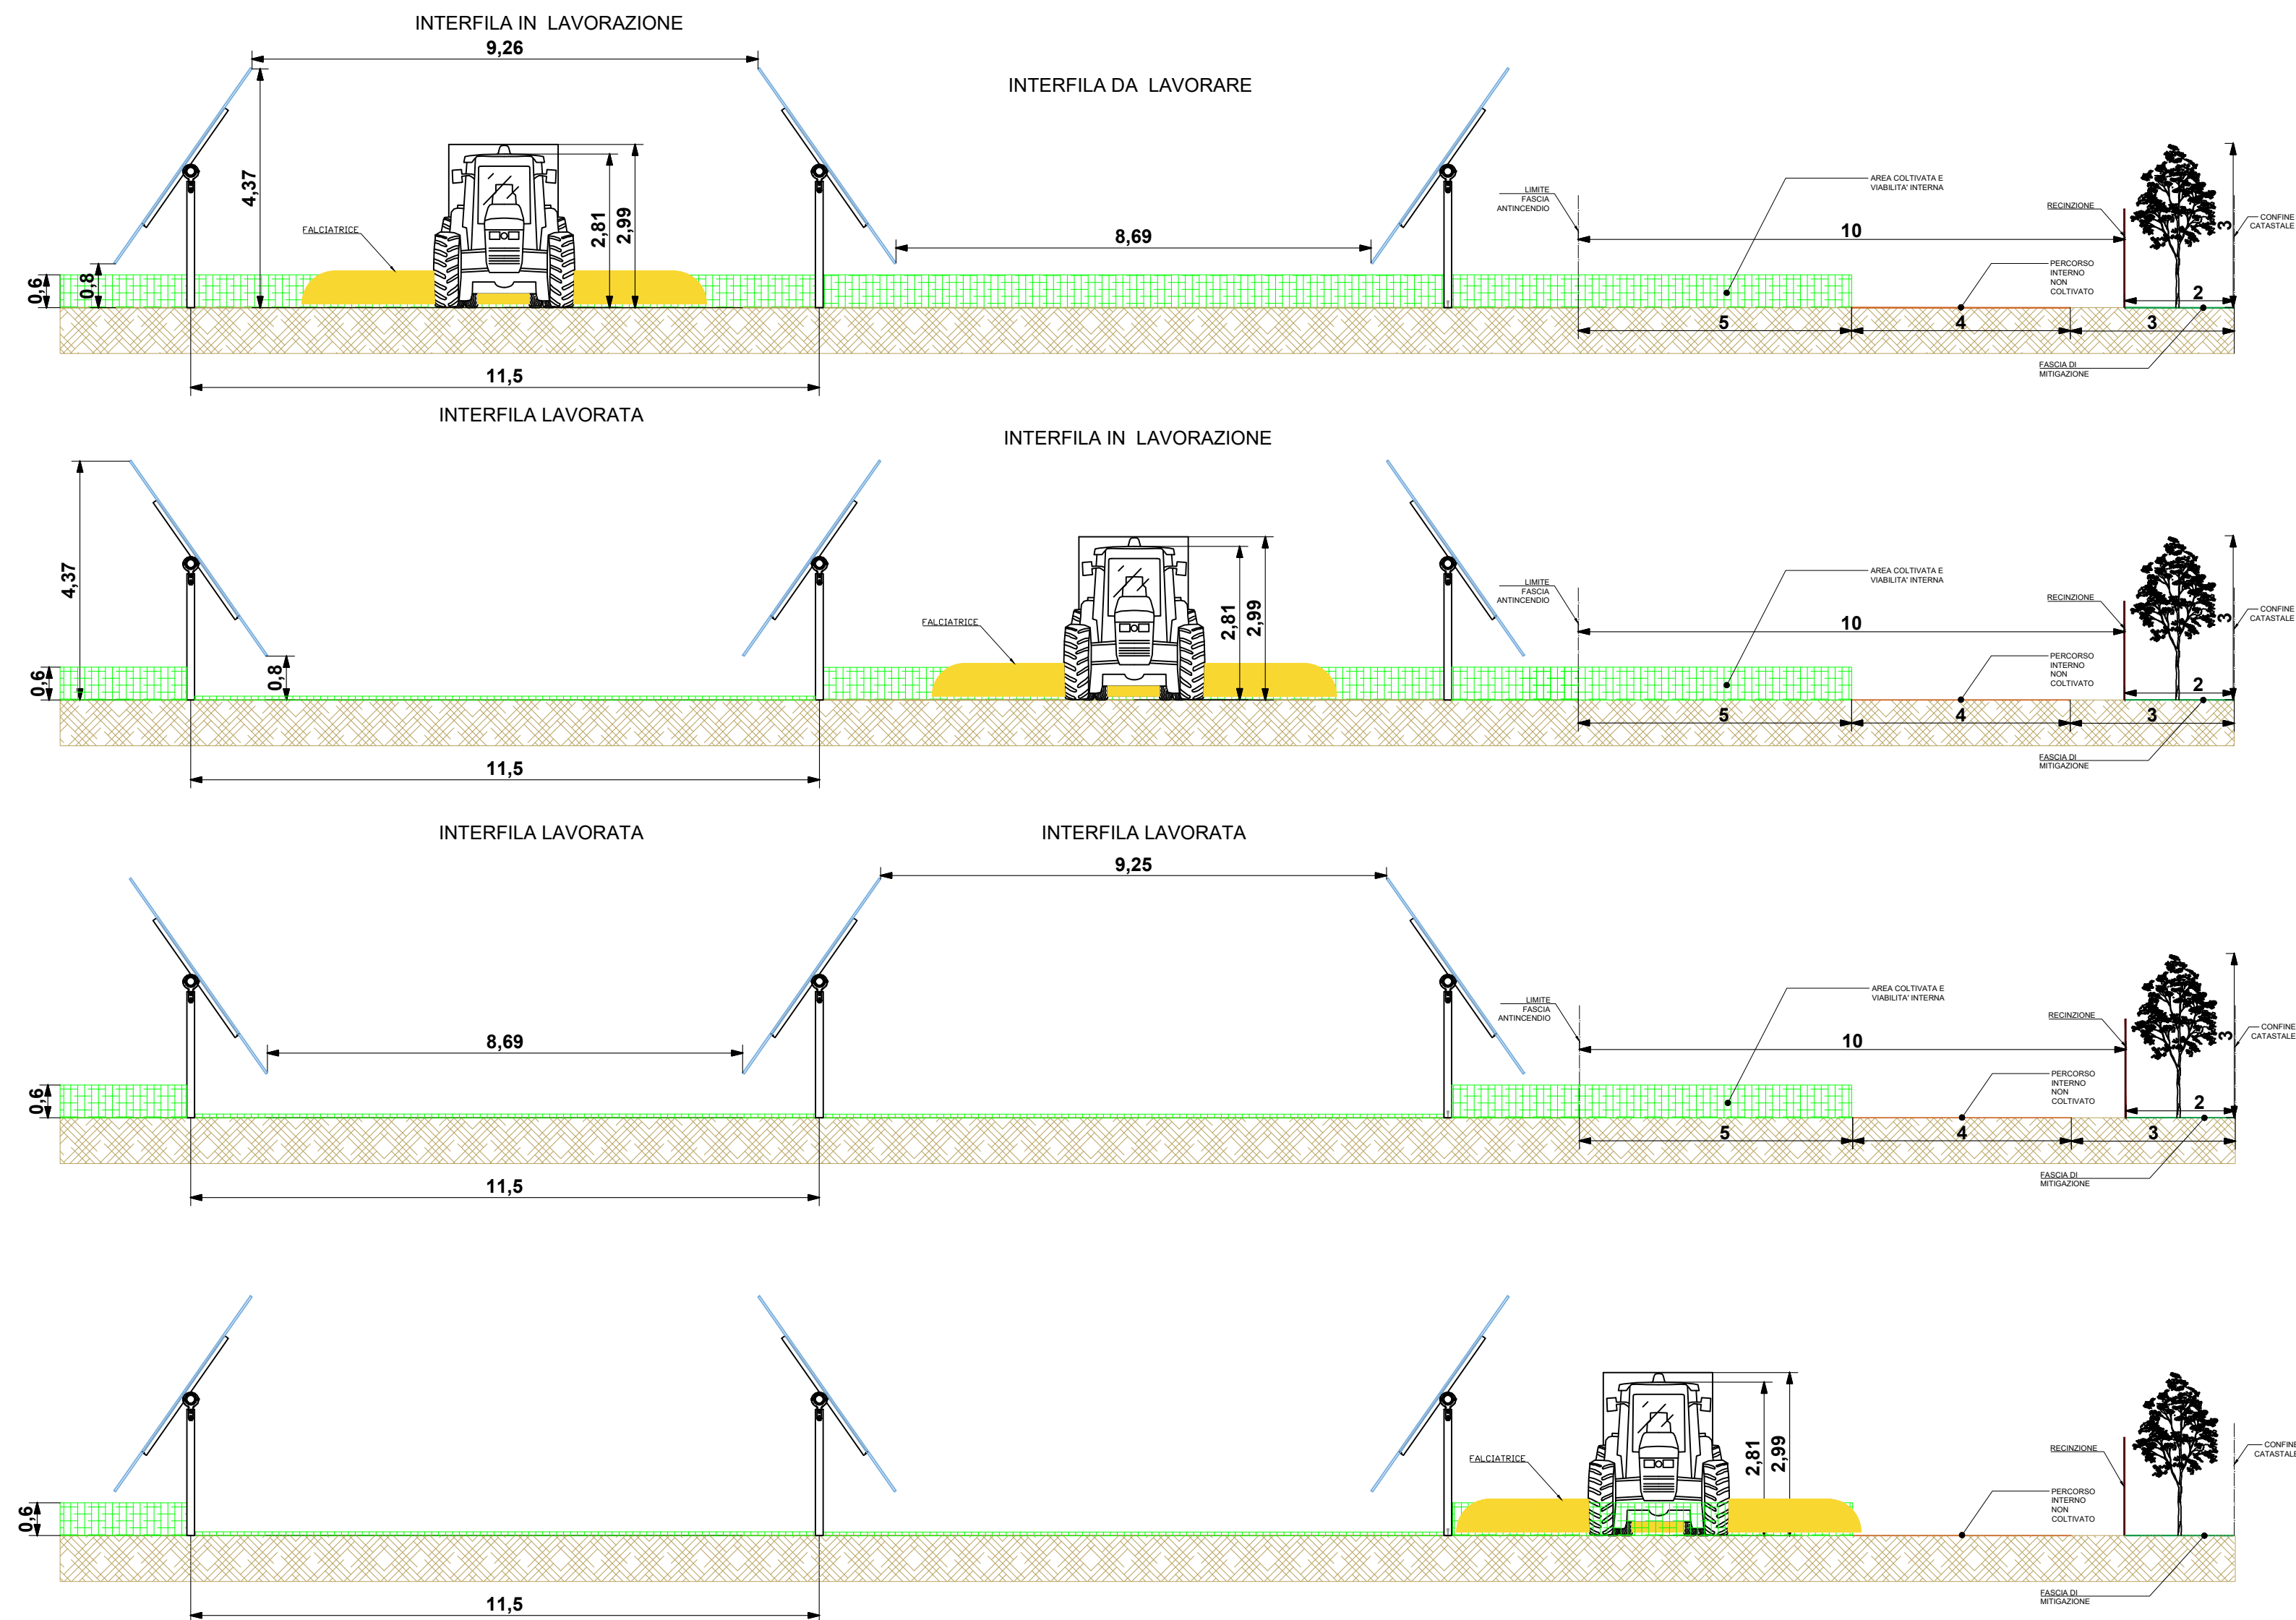 INTERFILA IN LAVORAZIONE
9,26
INTERFILA DA LAVORARE
4,37
2,81
2,99
FALCIATRICE
8,69
0,6
0,8
LIMITE
FASCIA
ANTINCENDIO
AREA COLTIVATA E
VIABILITA' INTERNA
RECINZIONE
CONFINE
CATASTALE
3
10
PERCORSO
INTERNO
NON
COLTIVATO
2
5
4
3
FASCIA DI
MITIGAZIONE
11,5
INTERFILA LAVORATA
INTERFILA IN LAVORAZIONE
4,37
0,6
0,8
FALCIATRICE
2,81
2,99
LIMITE
FASCIA
ANTINCENDIO
AREA COLTIVATA E
VIABILITA' INTERNA
RECINZIONE
CONFINE
CATASTALE
3
10
PERCORSO
INTERNO
NON
COLTIVATO
2
5
4
3
FASCIA DI
MITIGAZIONE
11,5
INTERFILA LAVORATA
INTERFILA LAVORATA
9,25
8,69
0,6
LIMITE
FASCIA
ANTINCENDIO
AREA COLTIVATA E
VIABILITA' INTERNA
RECINZIONE
CONFINE
CATASTALE
3
10
PERCORSO
INTERNO
NON
COLTIVATO
2
5
4
3
FASCIA DI
MITIGAZIONE
11,5
0,6
FALCIATRICE
2,81
2,99
RECINZIONE
CONFINE
CATASTALE
PERCORSO
INTERNO
NON
COLTIVATO
FASCIA DI
MITIGAZIONE
11,5